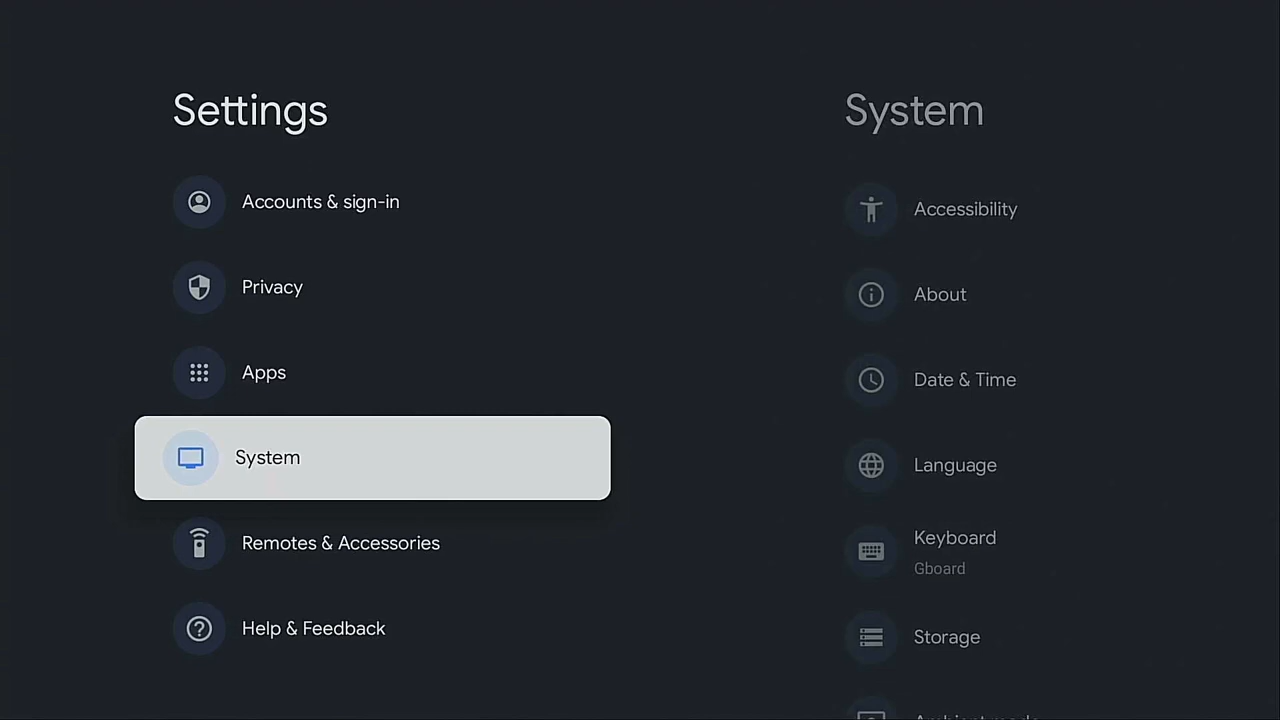 Settings
Accounts & sign-in
Privacy
Apps
System
Remotes & Accessories
Help & Feedback
System
Accessibility
About
Date & Time
Language
Keyboard
Gboard
Storage